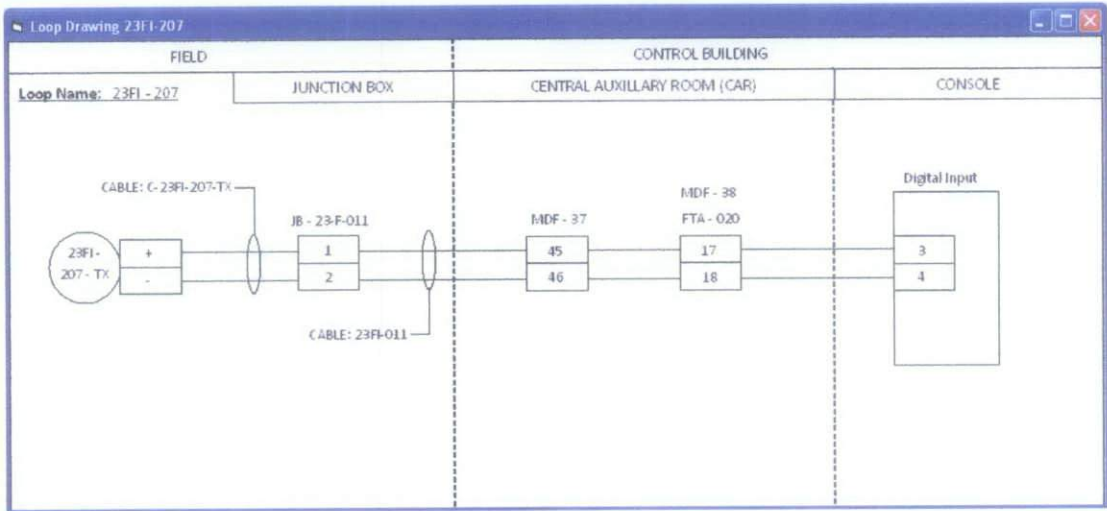 Loop Drawing 23FI-207
FIELD
CONTROL BUILDING
Loop Name: 23FI - 207
JUNCTION BOX
CENTRAL AUXILLARY ROOM (CAR)
CONSOLE
CABLE: C-23FI-207-TX
Digital Input
MDF - 38
JB - 23-F-011
MDF - 37
FTA - 020
23FI -
207 - TX
+
1
45
17
3
-
2
46
18
4
CABLE: 23FI-011